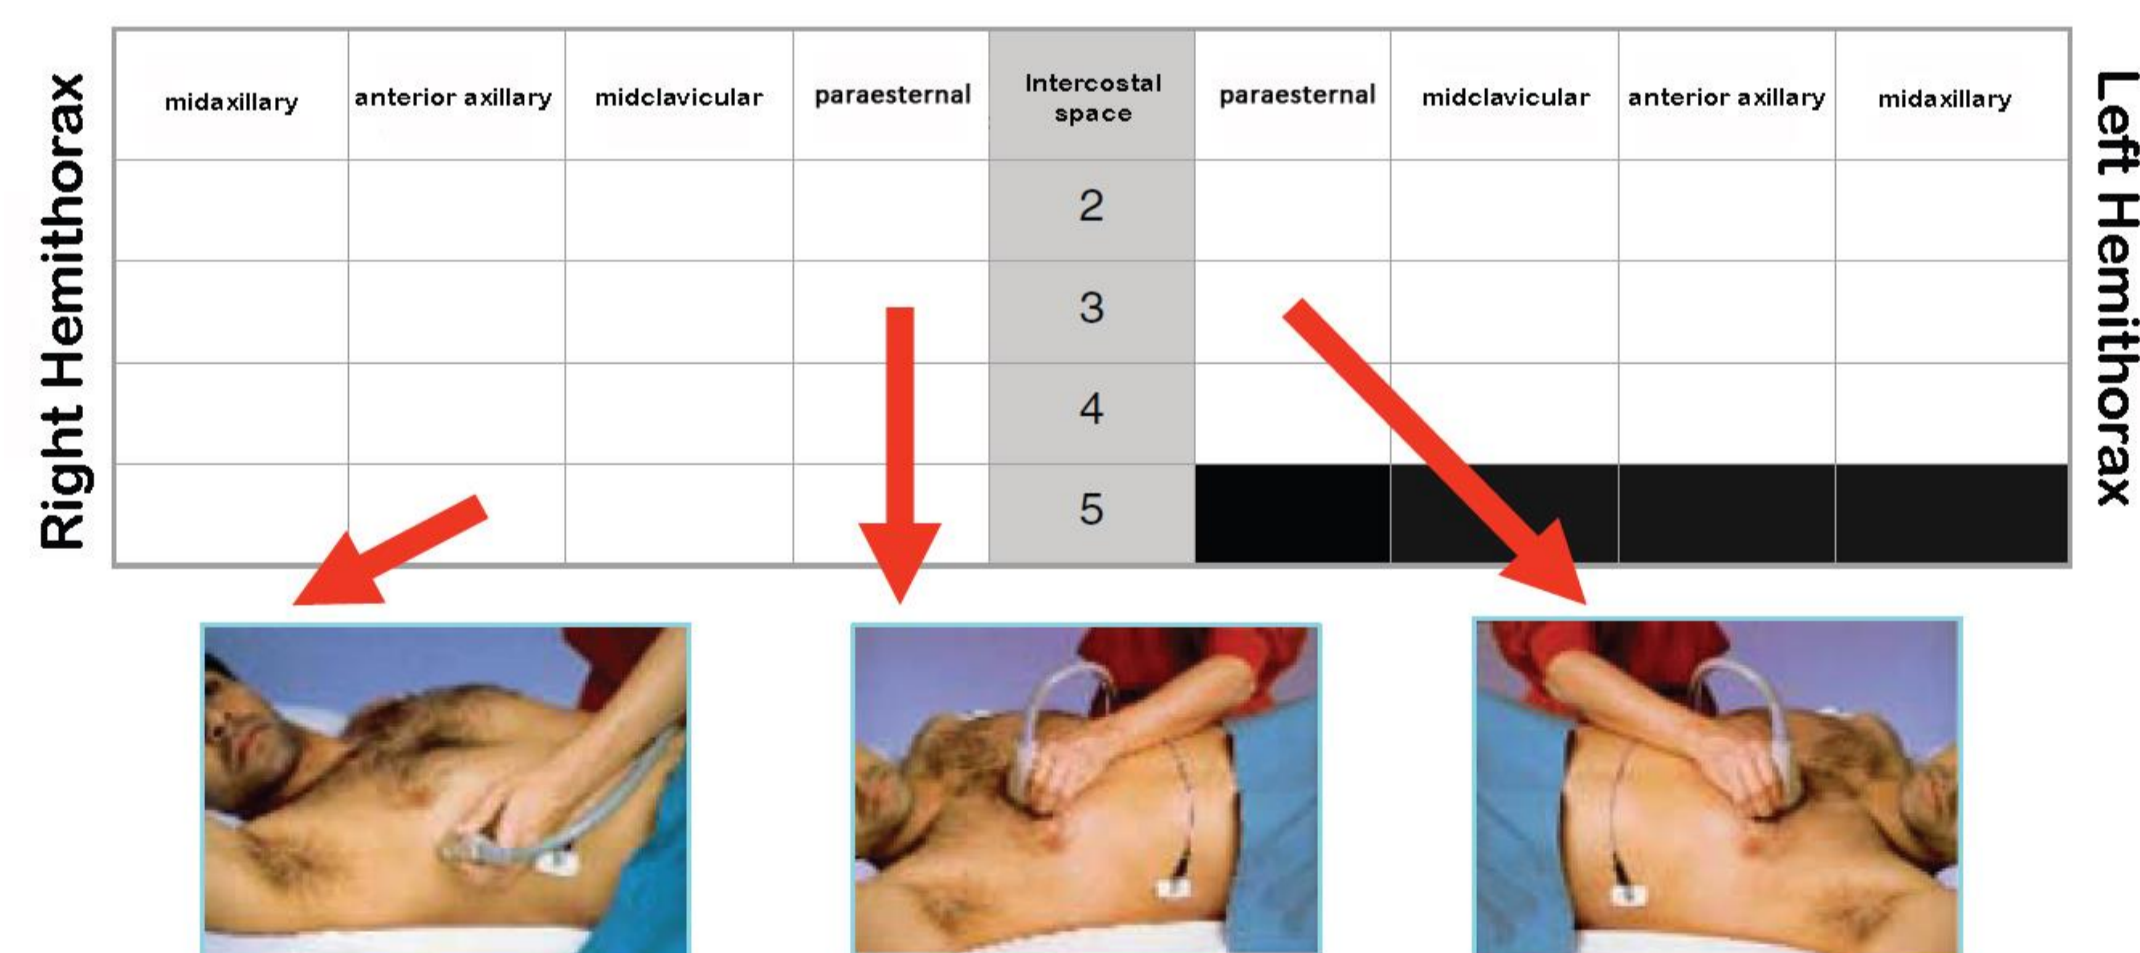 Right Hemithorax
midaxillary
anterior axillary
midclavicular
paraesternal
Intercostal
space
paraesternal
midclavicular
anterior axillary
midaxillary
Left Hemithorax
2
3
4
5